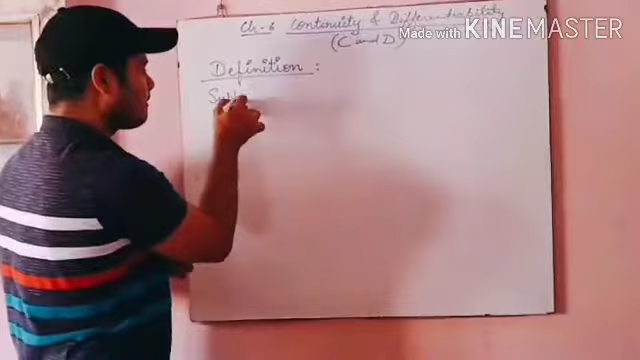 Ch-6 Continuity & Differentiability
(C and D)
Made with KINEMASTER
Definition :